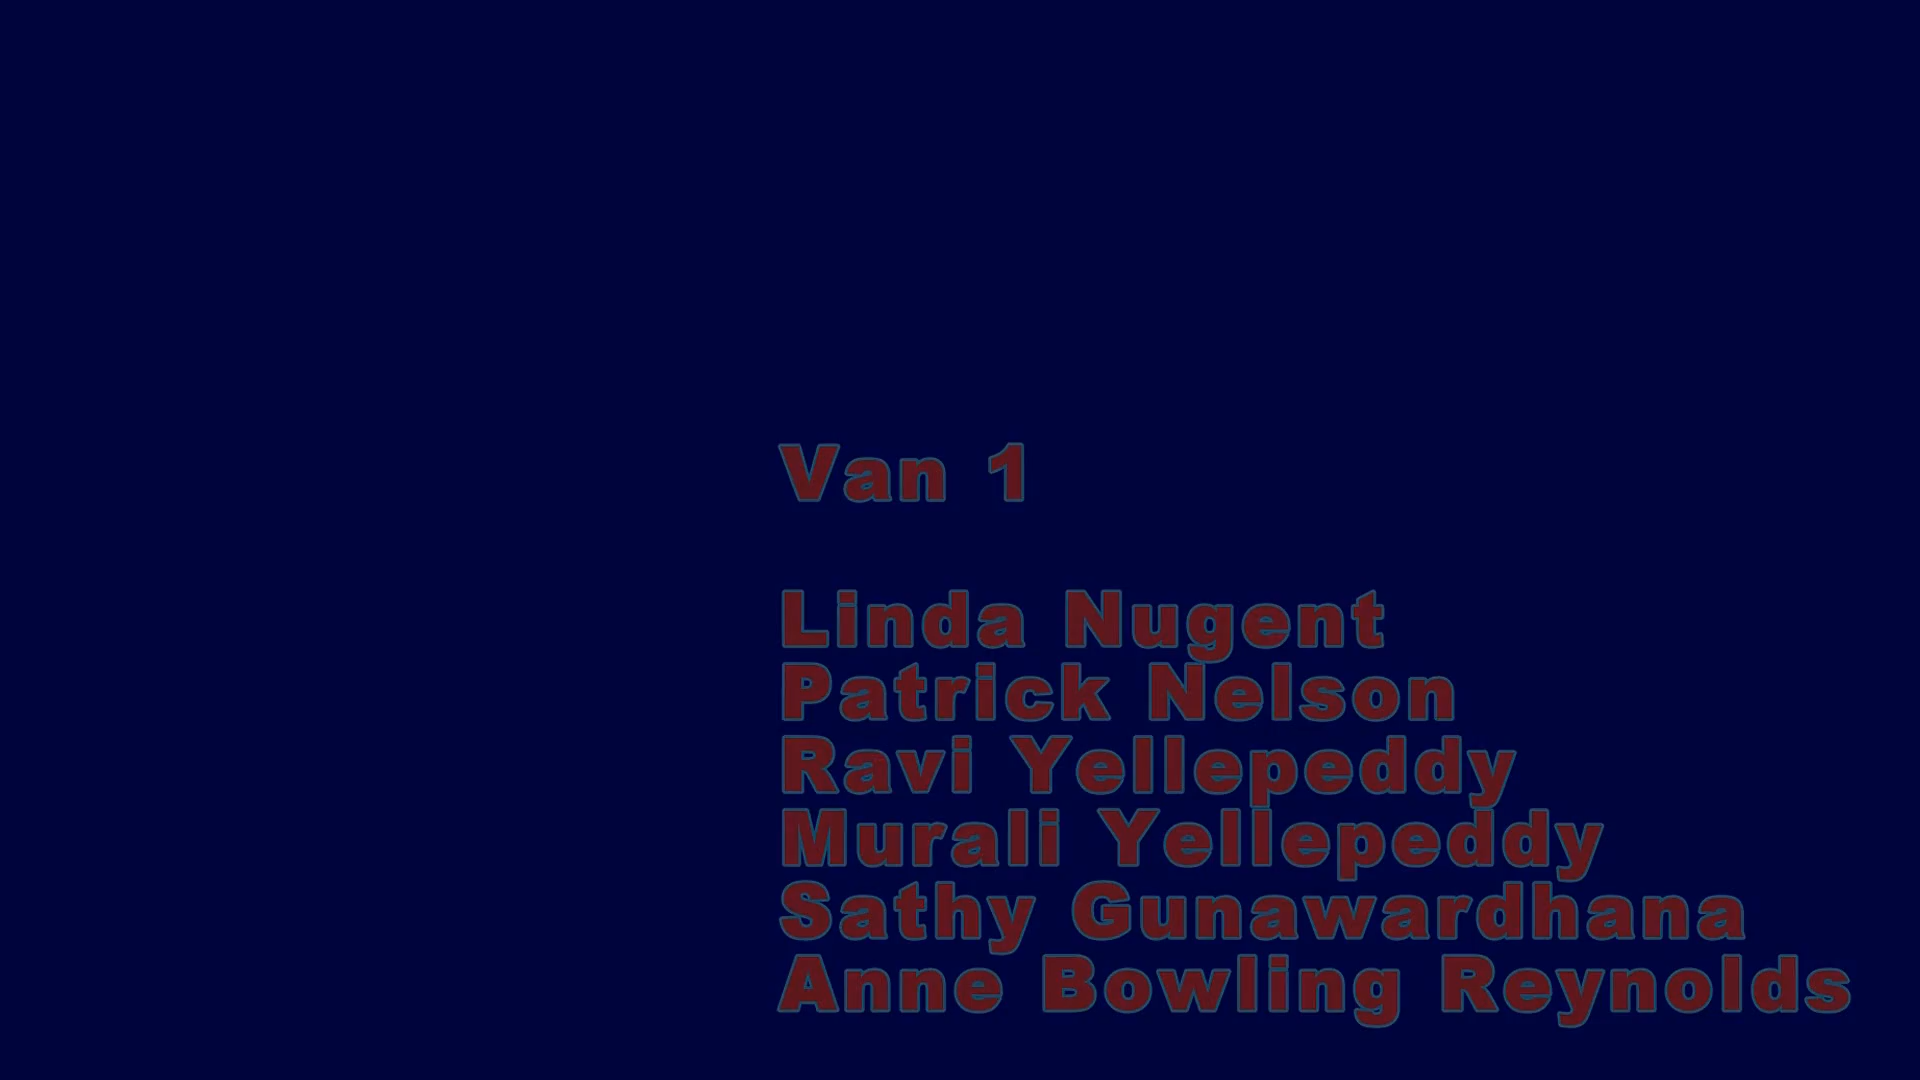 Van 1
Linda Nugent
Patrick Nelson
Ravi Yellepeddy
Murali Yellepeddy
Sathy Gunawardhana
Anne Bowling Reynolds